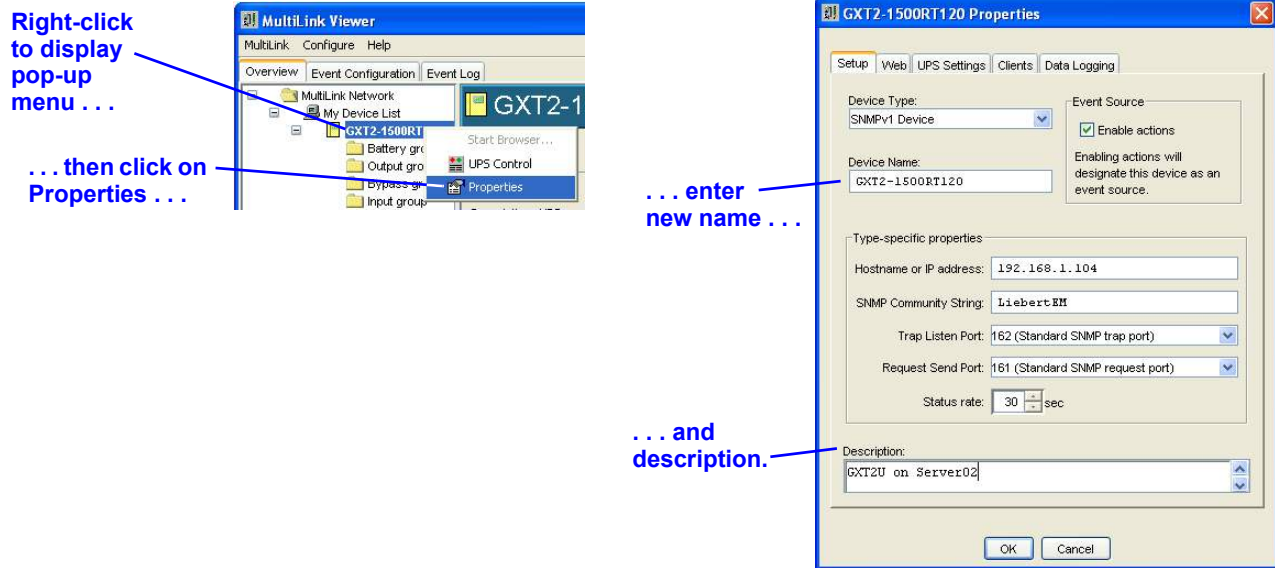 Right-click
to display
pop-up
menu . . .
. . . then click on
Properties . . .
MultiLink Viewer
MultiLink Configure Help
Overview Event Configuration Event Log
MultiLink Network
My Device List
GXT2-1500RT
Battery gro
Output gro
Bypass gr
Input group
GXT2-1
Start Browser...
UPS Control
Properties
. . . enter
new name . . .
. . . and
description.
GXT2-1500RT120 Properties
Setup Web UPS Settings Clients Data Logging
Device Type:
SNMPv1 Device
Device Name:
GXT2-1500RT120
Event Source
Enable actions
Enabling actions will
designate this device as an
event source.
Type-specific properties
Hostname or IP address: 192.168.1.104
SNMP Community String: LiebertEM
Trap Listen Port: 162 (Standard SNMP trap port)
Request Send Port: 161 (Standard SNMP request port)
Status rate: 30 sec
Description:
GXT2U on Server02
OK Cancel